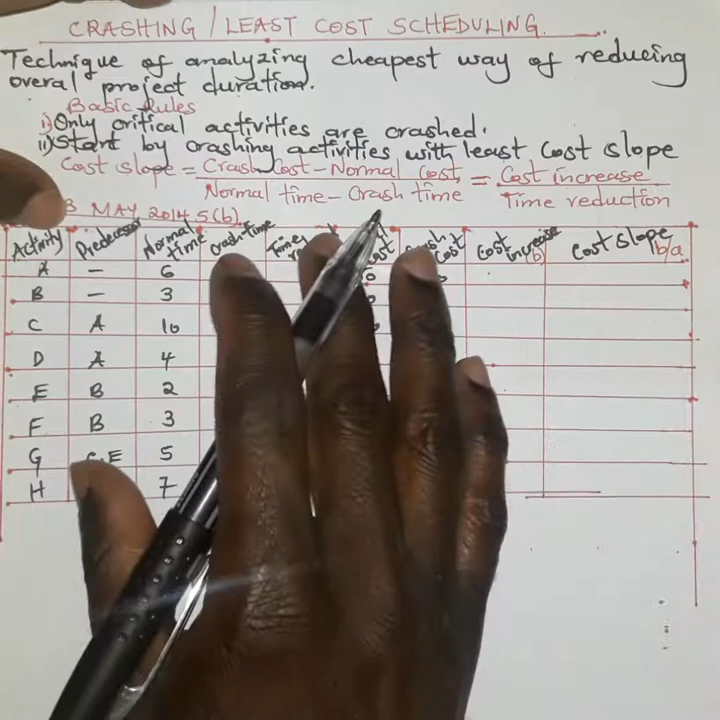 CRASHING / LEAST COST SCHEDULING.
Technique of analyzing cheapest way of reducing
overal project duration.
Basic Rules
i) Only critical activities are crashed.
ii) Start by crashing activities with least cost slope
Cost slope = Crash Cost - Normal Cost = Cost increase
Normal time - Crash time Time reduction
MAY 2014 5(b)
Activity Predecessor Normal time Crash time Cost Cost Cost increase (b) Cost slope b/a
A — 6
B — 3
C A 10
D A 4
E B 2
F B 3
G C,E 5
H 7